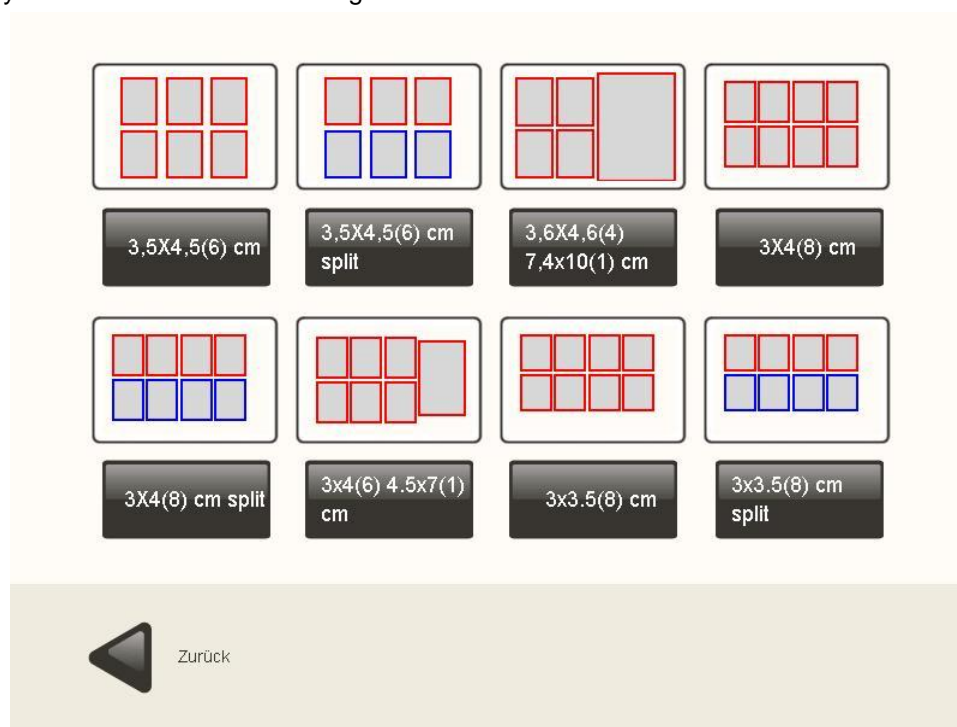 3,5X4,5(6) cm
3,5X4,5(6) cm
split
3,6X4,6(4)
7,4x10(1) cm
3X4(8) cm
3X4(8) cm split
3x4(6) 4.5x7(1)
cm
3x3.5(8) cm
3x3.5(8) cm
split
Zurück